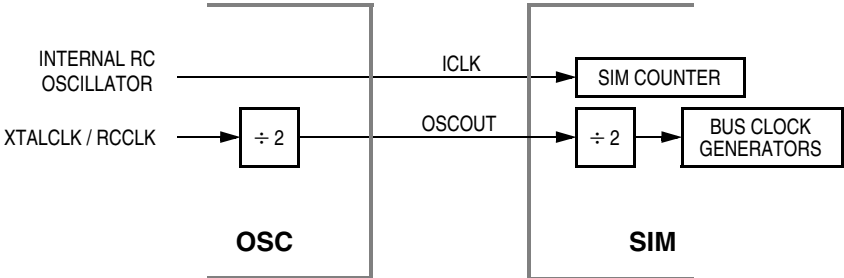 INTERNAL RC
OSCILLATOR
ICLK
SIM COUNTER
XTALCLK / RCCLK
÷ 2
OSCOUT
÷ 2
BUS CLOCK
GENERATORS
OSC
SIM